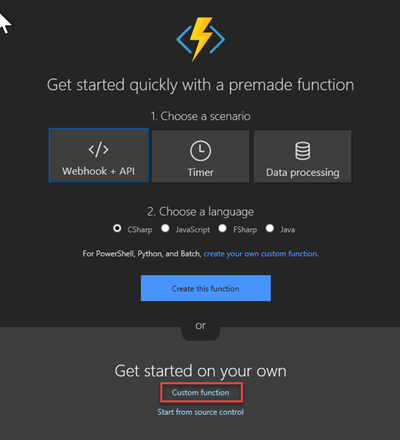 Get started quickly with a premade function
1. Choose a scenario
</>
Webhook + API
Timer
Data processing
2. Choose a language
CSharp JavaScript FSharp Java
For PowerShell, Python, and Batch, create your own custom function.
Create this function
or
Get started on your own
Custom function
Start from source control